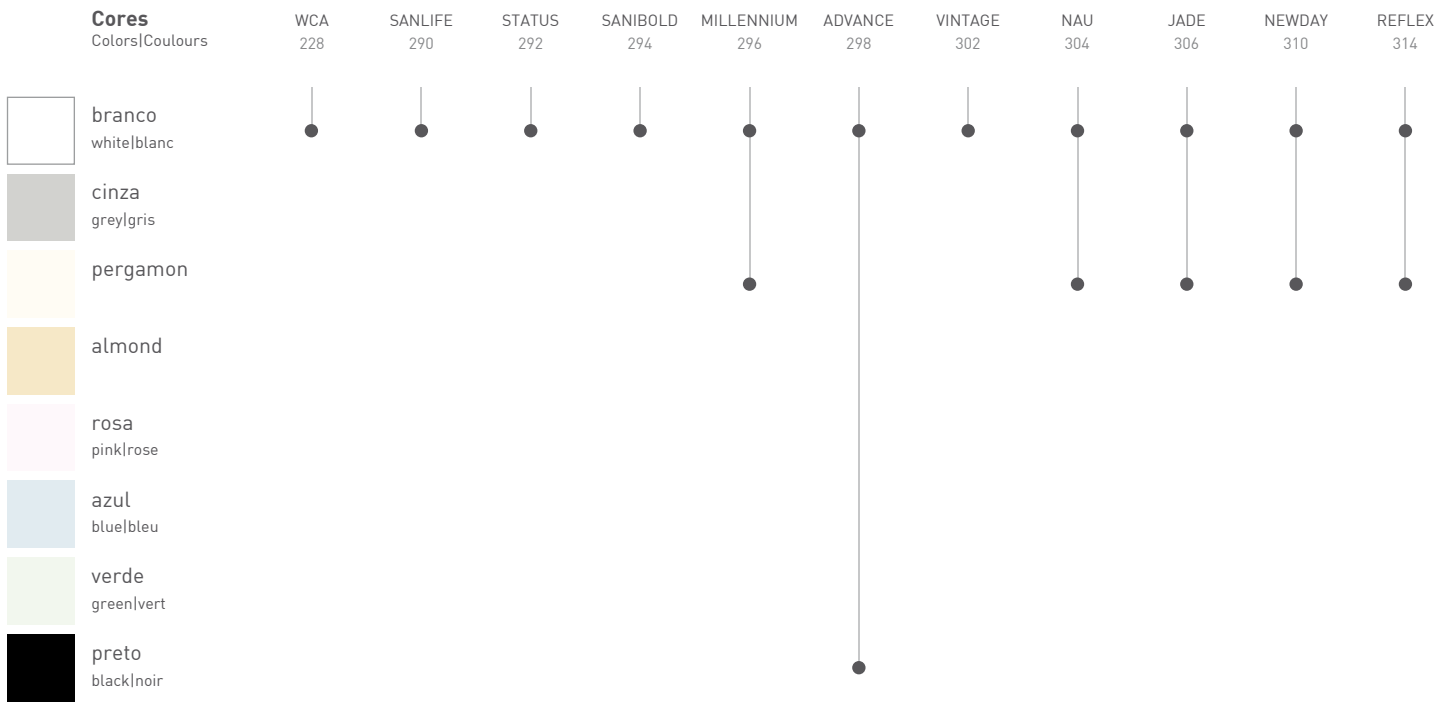 Cores WCA SANLIFE STATUS SANIBOLD MILLENNIUM ADVANCE VINTAGE NAU JADE NEWDAY REFLEX
Colors|Coulours 228 290 292 294 296 298 302 304 306 310 314
branco
white|blanc
cinza
grey|gris
pergamon
almond
rosa
pink|rose
azul
blue|bleu
verde
green|vert
preto
black|noir